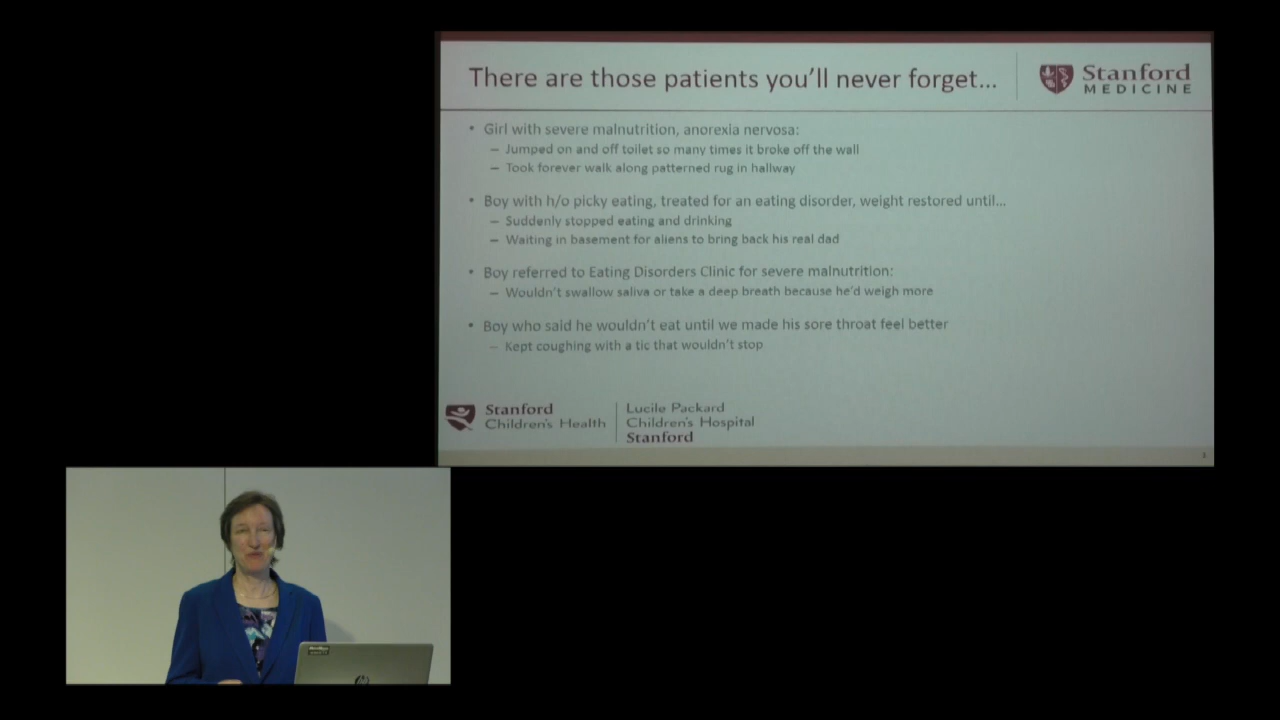 There are those patients you'll never forget...
Stanford
MEDICINE
• Girl with severe malnutrition, anorexia nervosa:
– Jumped on and off toilet so many times it broke off the wall
– Took forever walk along patterned rug in hallway
• Boy with h/o picky eating, treated for an eating disorder, weight restored until...
– Suddenly stopped eating and drinking
– Waiting in basement for aliens to bring back his real dad
• Boy referred to Eating Disorders Clinic for severe malnutrition:
– Wouldn't swallow saliva or take a deep breath because he'd weigh more
• Boy who said he wouldn't eat until we made his sore throat feel better
– Kept coughing with a tic that wouldn't stop
Stanford
Children's Health
Lucile Packard
Children's Hospital
Stanford
hp